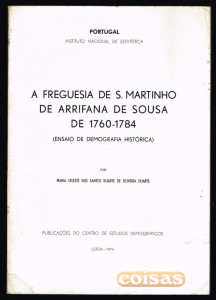 PORTUGAL
INSTITUTO NACIONAL DE ESTATÍSTICA
A FREGUESIA DE S. MARTINHO
DE ARRIFANA DE SOUSA
DE 1760-1784
(ENSAIO DE DEMOGRAFIA HISTÓRICA)
POR
MARIA CELESTE DOS SANTOS DUARTE DE OLIVEIRA DUARTE
PUBLICAÇÕES DO CENTRO DE ESTUDOS DEMOGRÁFICOS
LISBOA
coisas